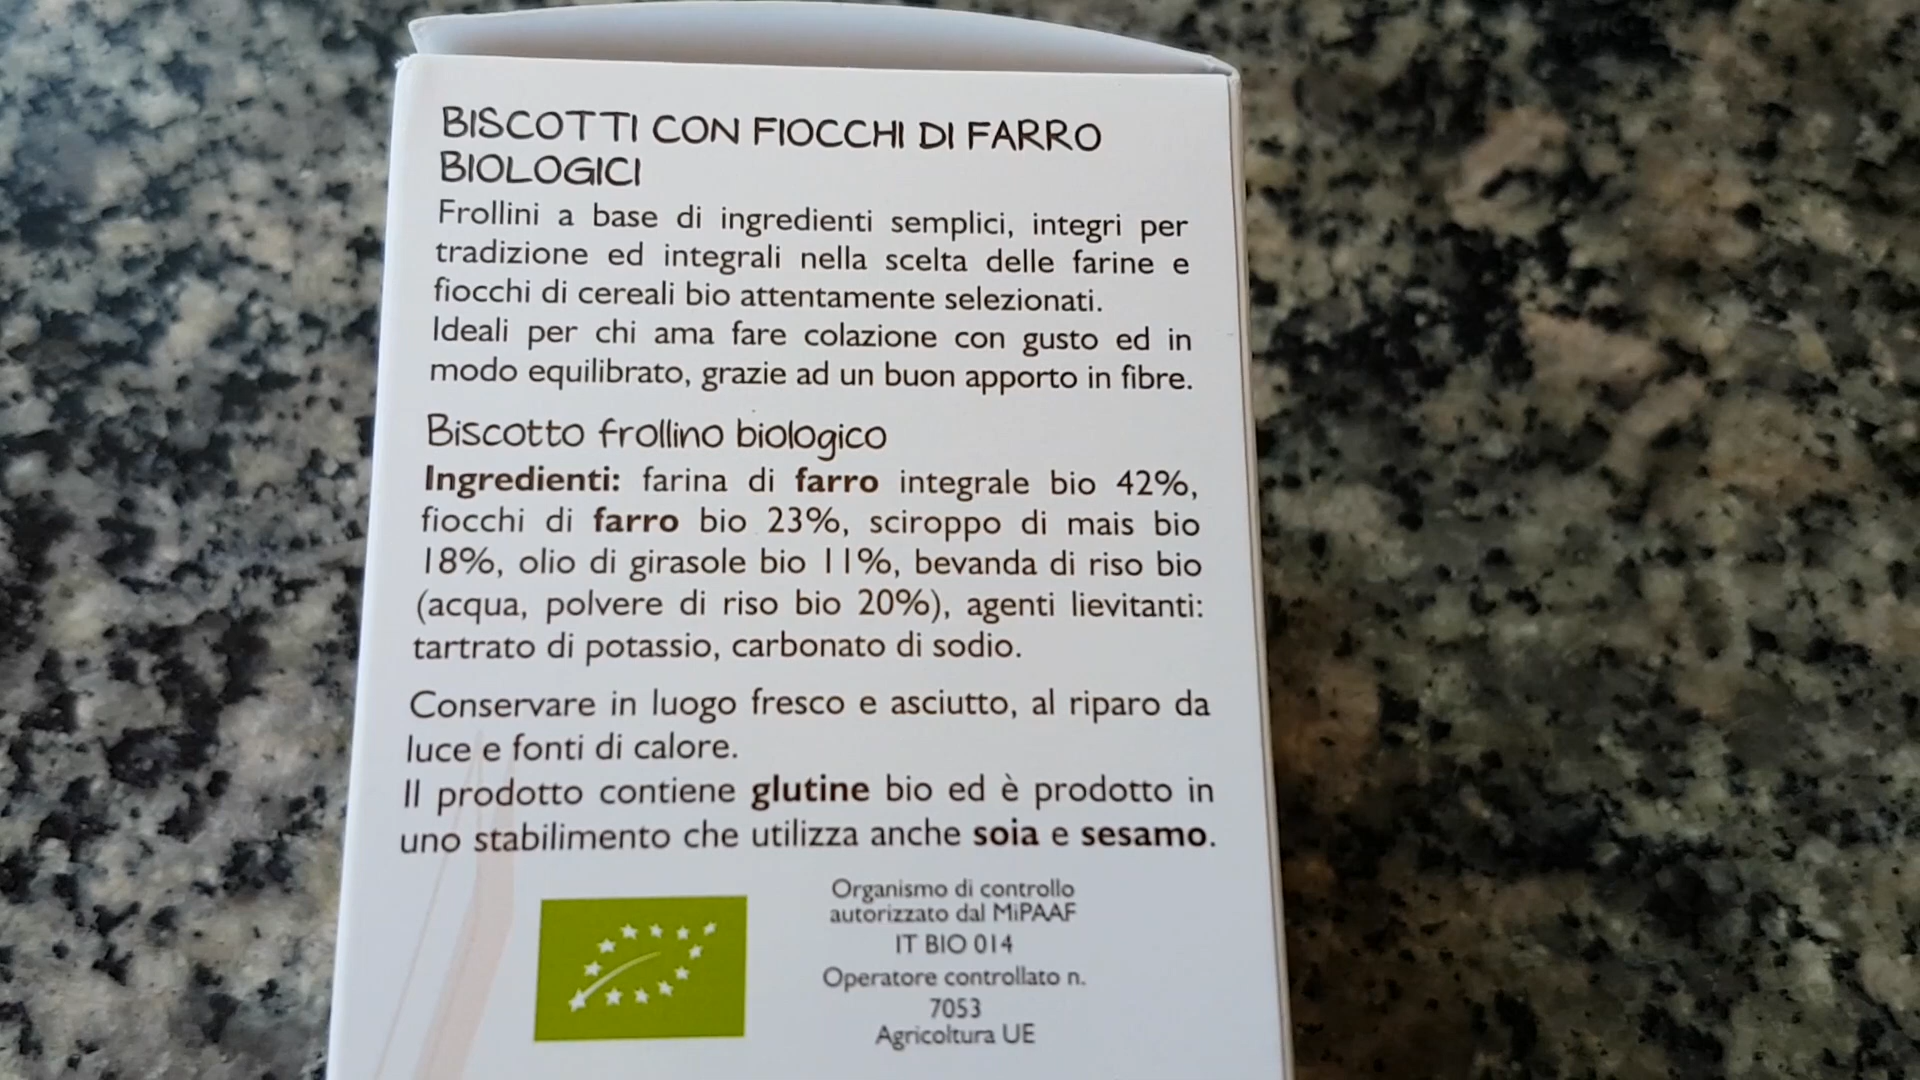 BISCOTTI CON FIOCCHI DI FARRO
BIOLOGICI
Frollini a base di ingredienti semplici, integri per
tradizione ed integrali nella scelta delle farine e
fiocchi di cereali bio attentamente selezionati.
Ideali per chi ama fare colazione con gusto ed in
modo equilibrato, grazie ad un buon apporto in fibre.
Biscotto frollino biologico
Ingredienti: farina di farro integrale bio 42%,
fiocchi di farro bio 23%, sciroppo di mais bio
18%, olio di girasole bio 11%, bevanda di riso bio
(acqua, polvere di riso bio 20%), agenti lievitanti:
tartrato di potassio, carbonato di sodio.
Conservare in luogo fresco e asciutto, al riparo da
luce e fonti di calore.
Il prodotto contiene glutine bio ed è prodotto in
uno stabilimento che utilizza anche soia e sesamo.
Organismo di controllo
autorizzato dal MiPAAF
IT BIO 014
Operatore controllato n.
7053
Agricoltura UE